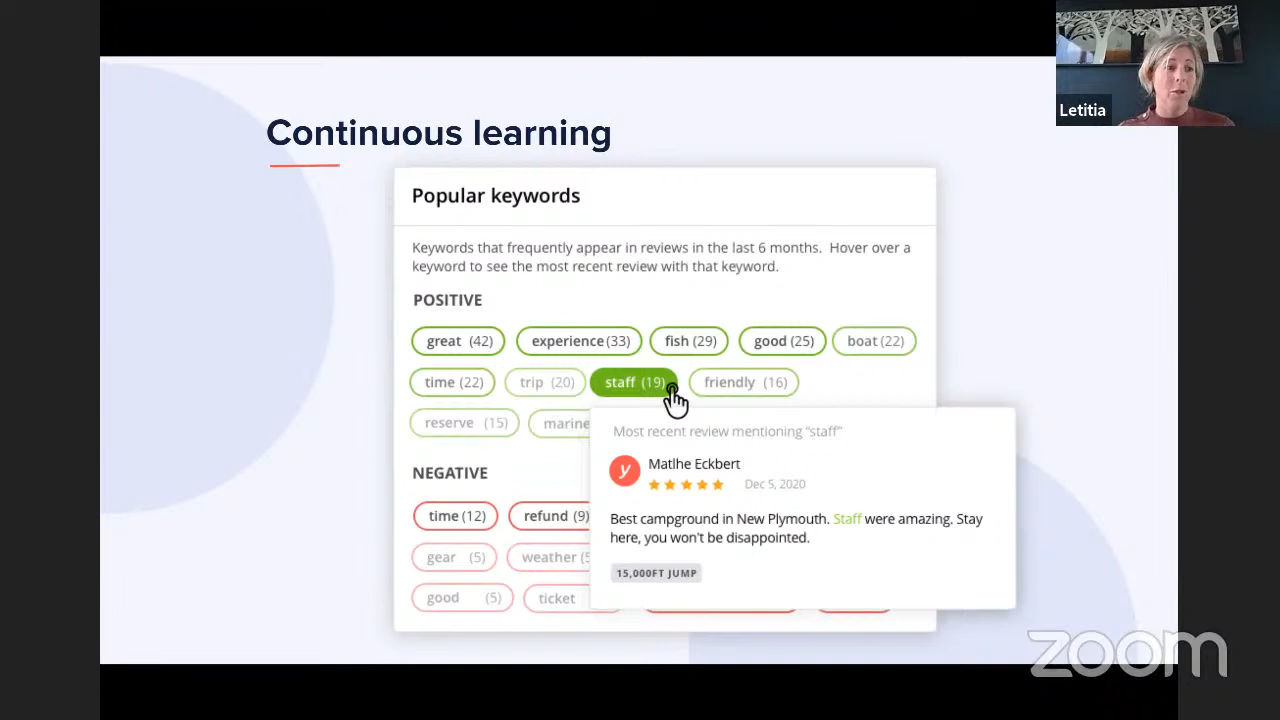 Letitia
Continuous learning
Popular keywords
Keywords that frequently appear in reviews in the last 6 months. Hover over a
keyword to see the most recent review with that keyword.
POSITIVE
great (42) experience (33) fish (29) good (25) boat (22)
time (22) trip (20) staff (19) friendly (16)
reserve (15) marine
Most recent review mentioning "staff"
y
Matlhe Eckbert
Dec 5, 2020
Best campground in New Plymouth. Staff were amazing. Stay
here, you won't be disappointed.
15,000FT JUMP
NEGATIVE
time (12) refund (9)
gear (5) weather
good (5) ticket
zoom